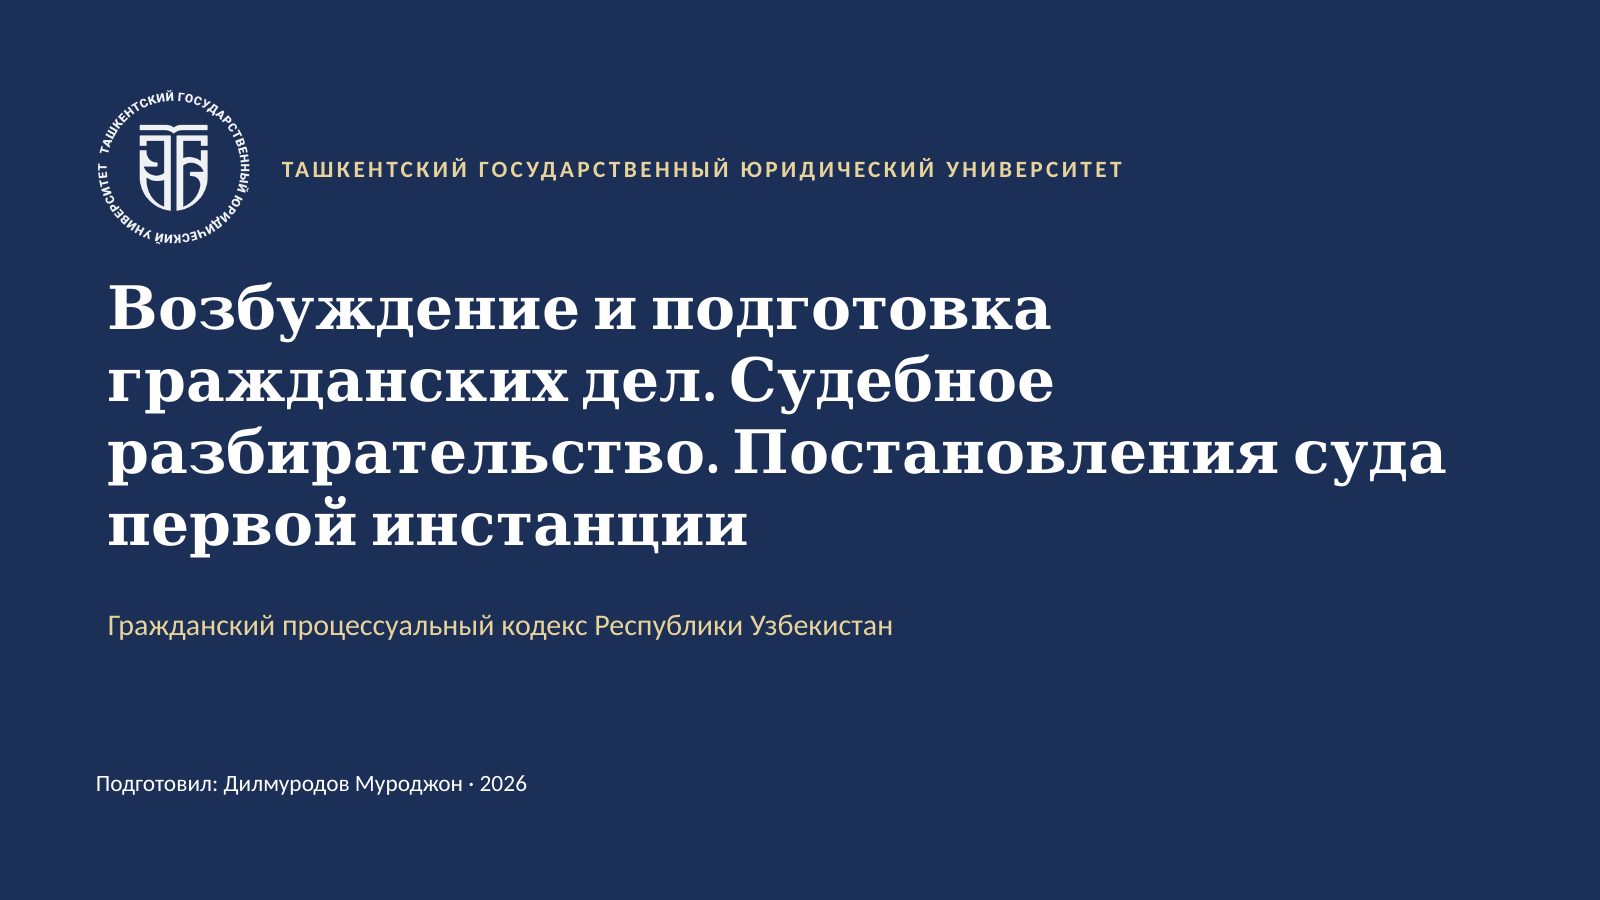 ТАШКЕНТСКИЙ ГОСУДАРСТВЕННЫЙ ЮРИДИЧЕСКИЙ УНИВЕРСИТЕТ
ТАШКЕНТСКИЙ ГОСУДАРСТВЕННЫЙ ЮРИДИЧЕСКИЙ УНИВЕРСИТЕТ
Возбуждение и подготовка
гражданских дел. Судебное
разбирательство. Постановления суда
первой инстанции
Гражданский процессуальный кодекс Республики Узбекистан
Подготовил: Дилмуродов Муроджон · 2026